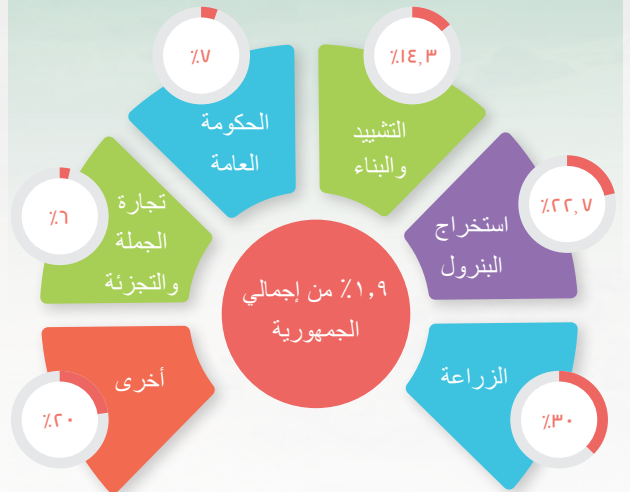 ٪١٤,٣
التشييد
والبناء
٪٢٢,٧
استخراج
البنرول
٪٣٠
الزراعة
٪٧
الحكومة
العامة
٪٦
تجارة
الجملة
والتجزئة
٪٢٠
أخرى
١,٩٪ من إجمالي
الجمهورية